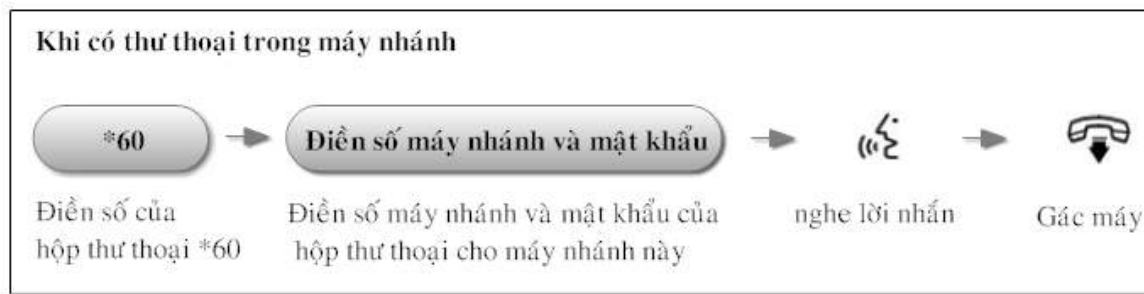 Khi có thư thoại trong máy nhánh
*60
Điền số máy nhánh và mật khẩu
Điền số của
hộp thư thoại *60
Điền số máy nhánh và mật khẩu của
hộp thư thoại cho máy nhánh này
nghe lời nhắn
Gác máy